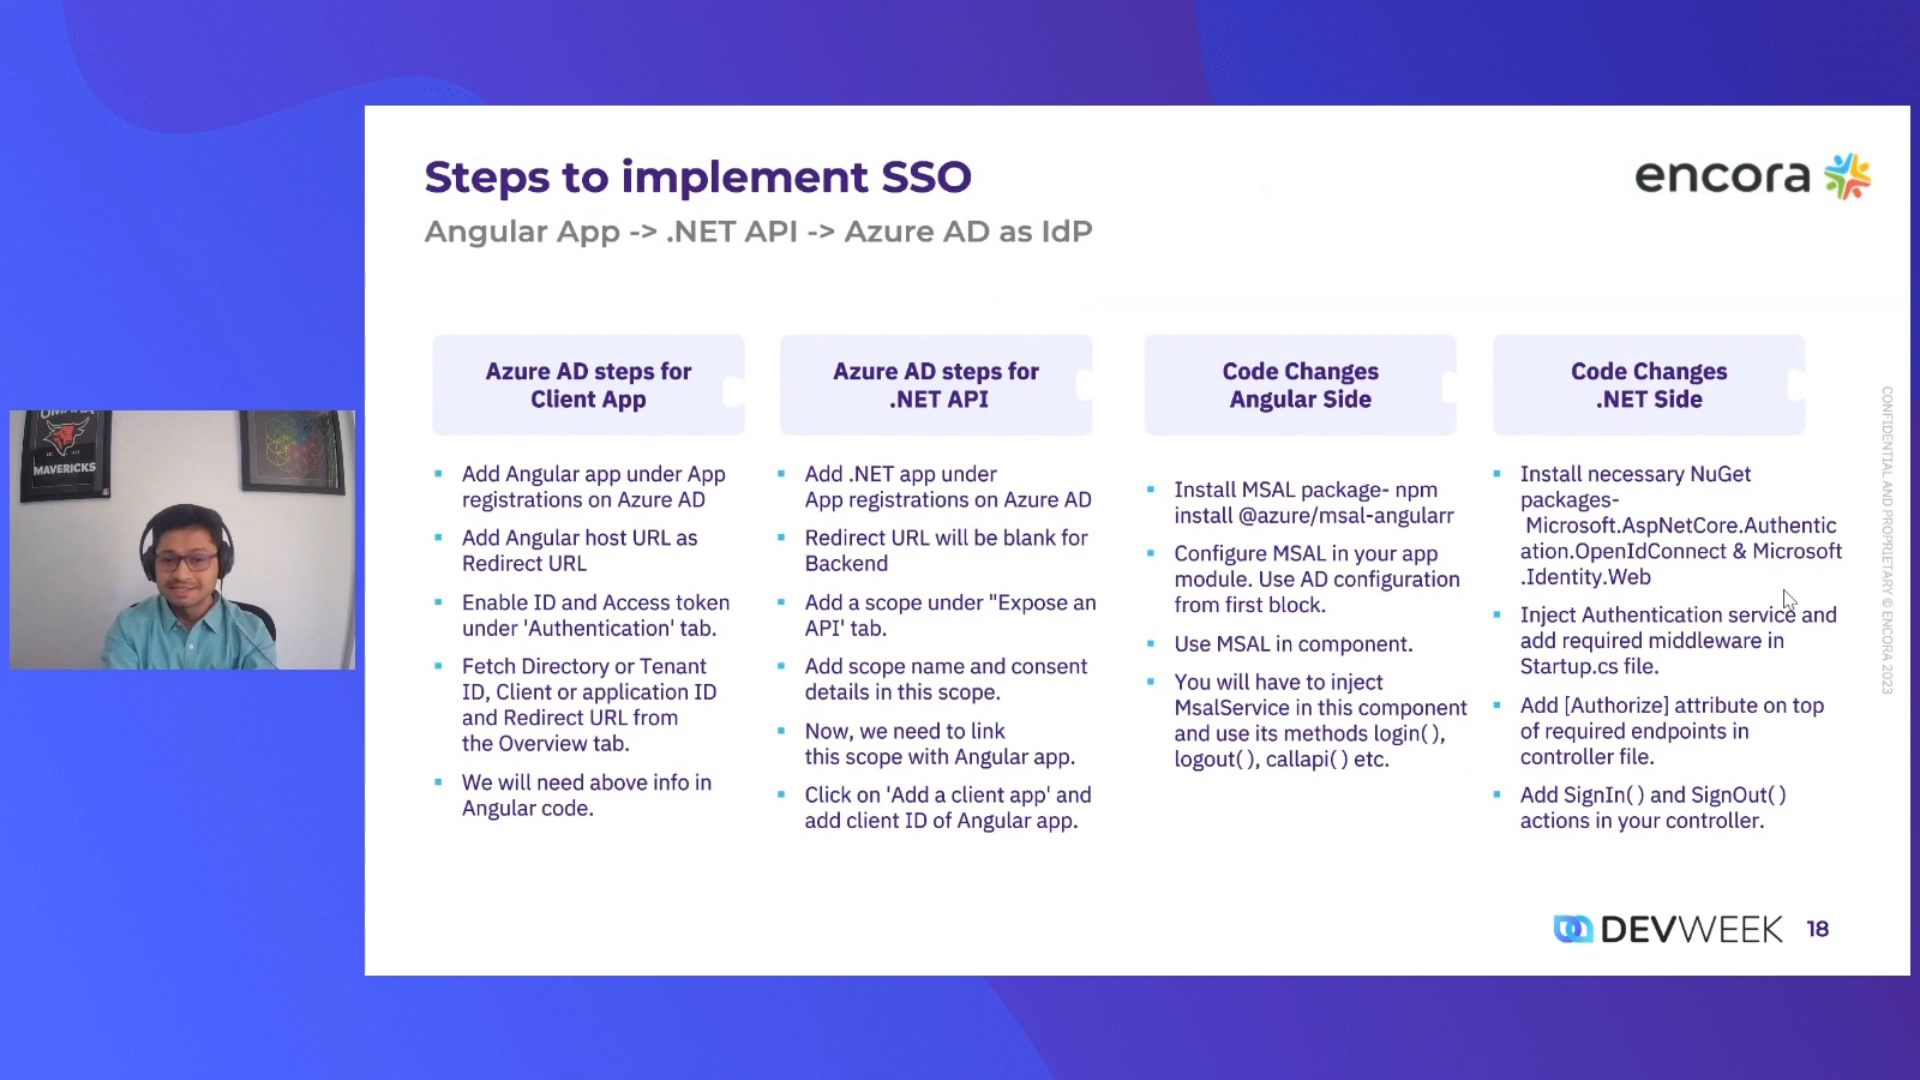 Steps to implement SSO
encora
Angular App -> .NET API -> Azure AD as IdP
Azure AD steps for
Client App
Add Angular app under App
registrations on Azure AD
Add Angular host URL as
Redirect URL
Enable ID and Access token
under 'Authentication' tab.
Fetch Directory or Tenant
ID, Client or application ID
and Redirect URL from
the Overview tab.
We will need above info in
Angular code.
Azure AD steps for
.NET API
Add .NET app under
App registrations on Azure AD
Redirect URL will be blank for
Backend
Add a scope under "Expose an
API' tab.
Add scope name and consent
details in this scope.
Now, we need to link
this scope with Angular app.
Click on 'Add a client app' and
add client ID of Angular app.
Code Changes
Angular Side
Install MSAL package- npm
install @azure/msal-angularr
Configure MSAL in your app
module. Use AD configuration
from first block.
Use MSAL in component.
You will have to inject
MsalService in this component
and use its methods login(),
logout(), callapi() etc.
Code Changes
.NET Side
Install necessary NuGet
packages-
Microsoft.AspNetCore.Authentic
ation.OpenIdConnect & Microsoft
.Identity.Web
Inject Authentication service and
add required middleware in
Startup.cs file.
Add [Authorize] attribute on top
of required endpoints in
controller file.
Add SignIn() and SignOut()
actions in your controller.
CONFIDENTIAL AND PROPRIETARY © ENCORA 2023
DEVWEEK 18
OMAHA
MAVERICKS